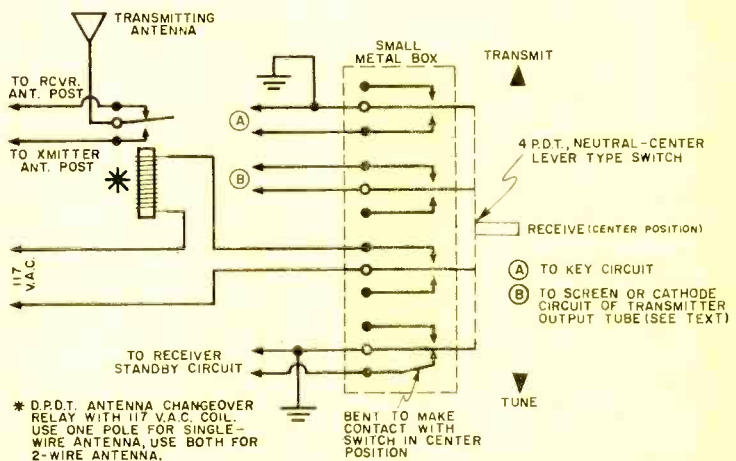 TRANSMITTING
ANTENNA
SMALL
METAL BOX
TRANSMIT
TO RCVR.
ANT. POST
TO XMITTER
ANT. POST
A
B
4 P.D.T., NEUTRAL-CENTER
LEVER TYPE SWITCH
RECEIVE (CENTER POSITION)
117
V.A.C.
A TO KEY CIRCUIT
B TO SCREEN OR CATHODE
CIRCUIT OF TRANSMITTER
OUTPUT TUBE (SEE TEXT)
TO RECEIVER
STANDBY CIRCUIT
TUNE
* D.P.D.T. ANTENNA CHANGEOVER
RELAY WITH 117 V.A.C. COIL.
USE ONE POLE FOR SINGLE-
WIRE ANTENNA, USE BOTH FOR
2-WIRE ANTENNA.
BENT TO MAKE
CONTACT WITH
SWITCH IN CENTER
POSITION